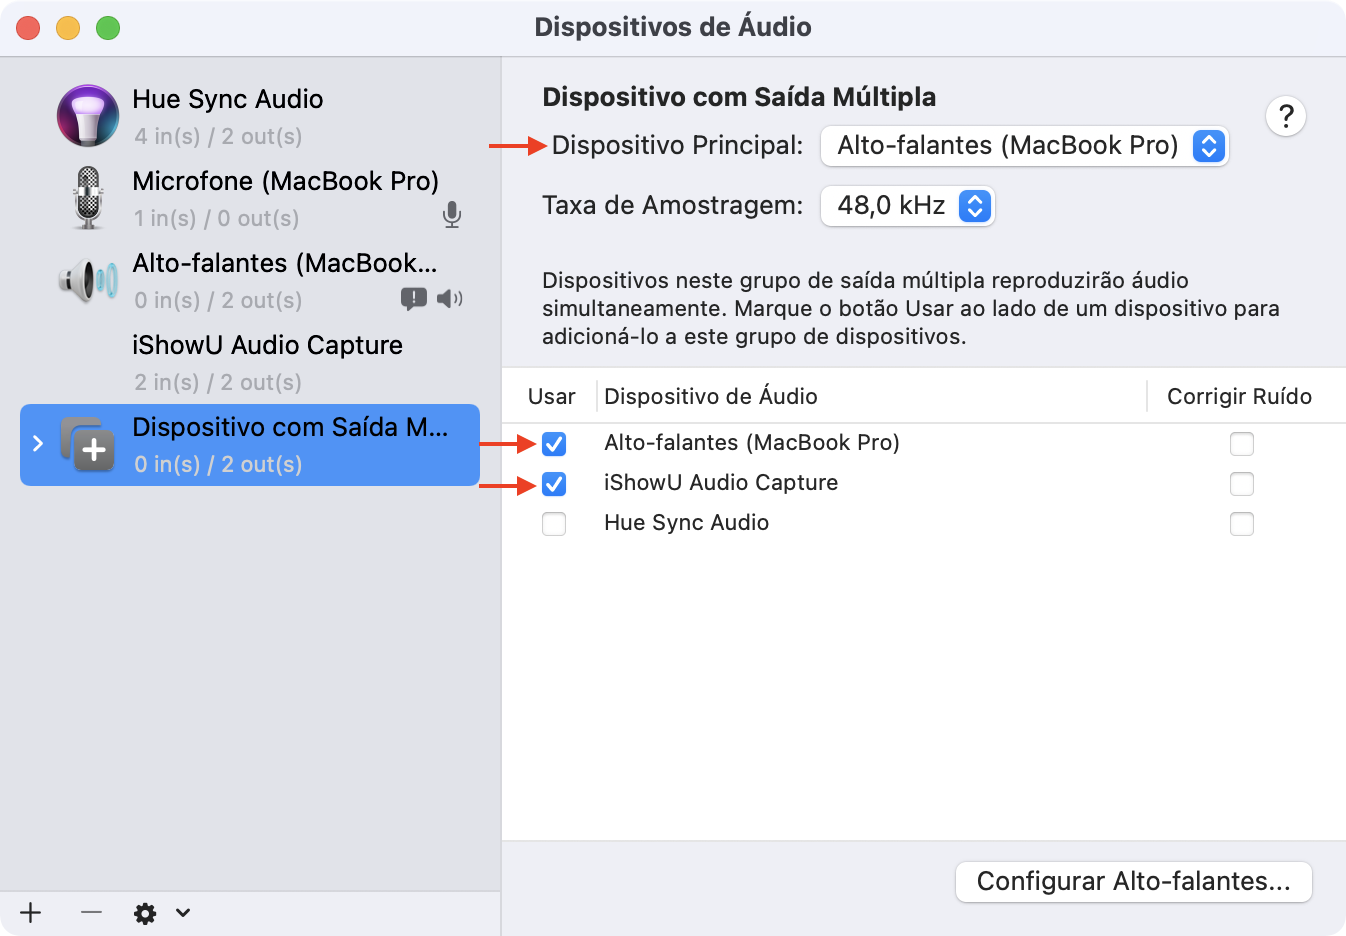 Dispositivos de Áudio
Hue Sync Audio
4 in(s) / 2 out(s)
Microfone (MacBook Pro)
1 in(s) / 0 out(s)
Alto-falantes (MacBook...
0 in(s) / 2 out(s)
iShowU Audio Capture
2 in(s) / 2 out(s)
Dispositivo com Saída M...
0 in(s) / 2 out(s)
Dispositivo com Saída Múltipla
?
Dispositivo Principal: Alto-falantes (MacBook Pro)
Taxa de Amostragem: 48,0 kHz
Dispositivos neste grupo de saída múltipla reproduzirão áudio
simultaneamente. Marque o botão Usar ao lado de um dispositivo para
adicioná-lo a este grupo de dispositivos.
Usar Dispositivo de Áudio Corrigir Ruído
Alto-falantes (MacBook Pro)
iShowU Audio Capture
Hue Sync Audio
Configurar Alto-falantes...